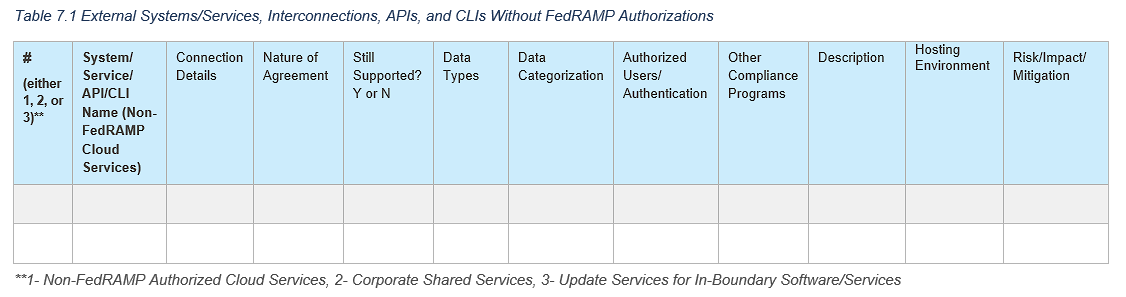 Table 7.1 External Systems/Services, Interconnections, APIs, and CLIs Without FedRAMP Authorizations
#
(either
1, 2, or
3)**
System/
Service/
API/CLI
Name (Non-
FedRAMP
Cloud
Services)
Connection
Details
Nature of
Agreement
Still
Supported?
Y or N
Data
Types
Data
Categorization
Authorized
Users/
Authentication
Other
Compliance
Programs
Description
Hosting
Environment
Risk/Impact/
Mitigation
**1- Non-FedRAMP Authorized Cloud Services, 2- Corporate Shared Services, 3- Update Services for In-Boundary Software/Services